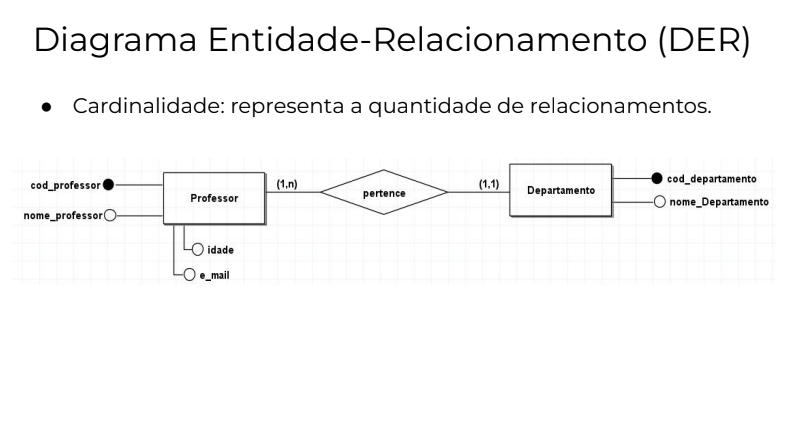 Diagrama Entidade-Relacionamento (DER)
● Cardinalidade: representa a quantidade de relacionamentos.
cod_professor
nome_professor
Professor
idade
e_mail
(1,n)
pertence
(1,1)
Departamento
cod_departamento
nome_Departamento